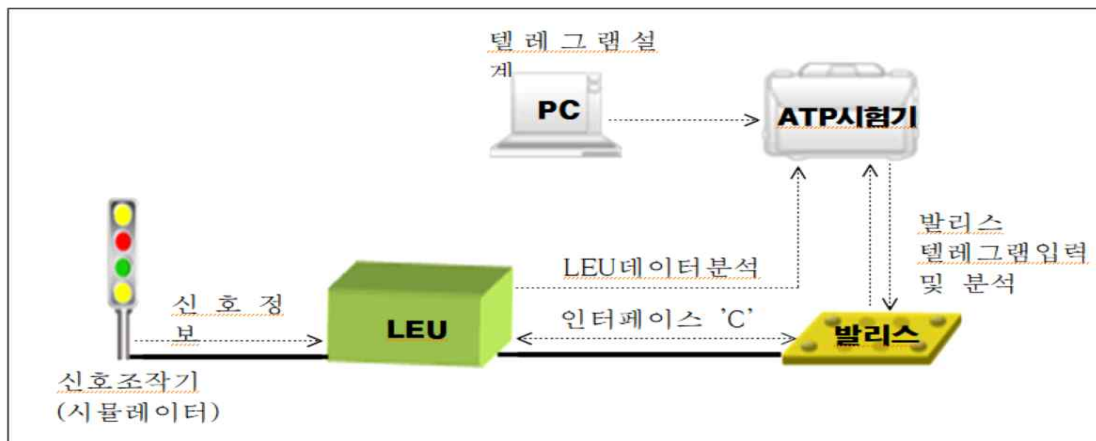 텔레그램설
계
PC
ATP시험기
발리스
텔레그램입력
및 분석
LEU데이터분석
신호정
보
인터페이스 'C'
LEU
발리스
신호조작기
(시뮬레이터)